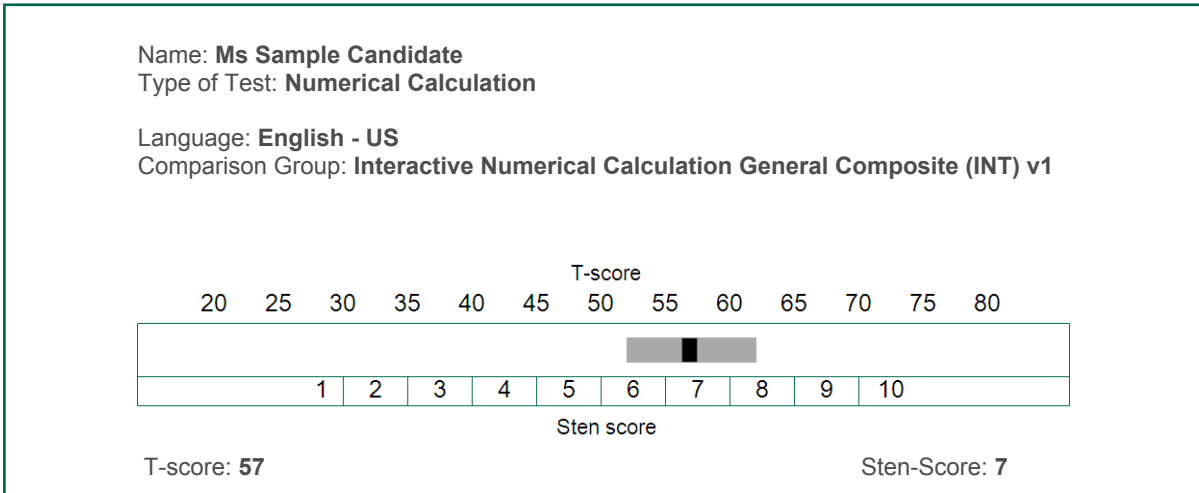 Name: Ms Sample Candidate
Type of Test: Numerical Calculation
Language: English - US
Comparison Group: Interactive Numerical Calculation General Composite (INT) v1
T-score
20 25 30 35 40 45 50 55 60 65 70 75 80
1 2 3 4 5 6 7 8 9 10
Sten score
T-score: 57 Sten-Score: 7